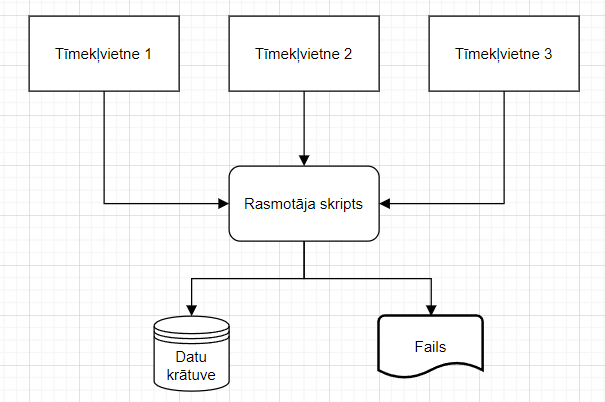 Tīmekļvietne 1
Tīmekļvietne 2
Tīmekļvietne 3
Rasmotāja skripts
Datu
krātuve
Fails